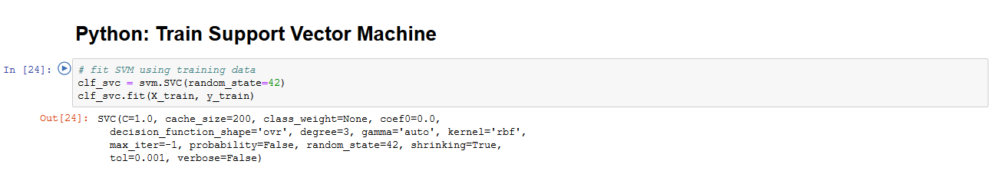 Python: Train Support Vector Machine
In [24]: # fit SVM using training data
clf_svc = svm.SVC(random_state=42)
clf_svc.fit(X_train, y_train)
Out[24]: SVC(C=1.0, cache_size=200, class_weight=None, coef0=0.0,
decision_function_shape='ovr', degree=3, gamma='auto', kernel='rbf',
max_iter=-1, probability=False, random_state=42, shrinking=True,
tol=0.001, verbose=False)